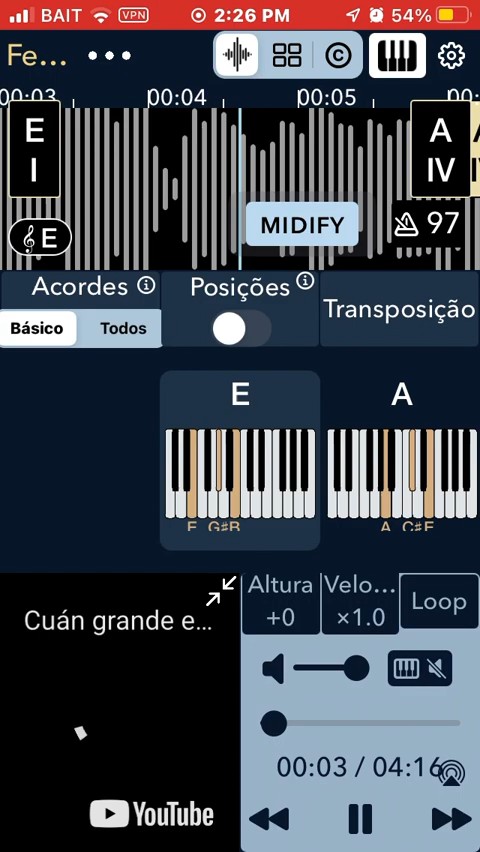 BAIT VPN 2:26 PM 54%
Fe...
00:03 00:04 00:05 00:
E I A IV A
E MIDIFY 97
Acordes Posições Transposição
Básico Todos
E A
E G#B A C#E
Cuán grande e...
Altura Velo... Loop
+0 ×1.0
00:03 / 04:16
YouTube